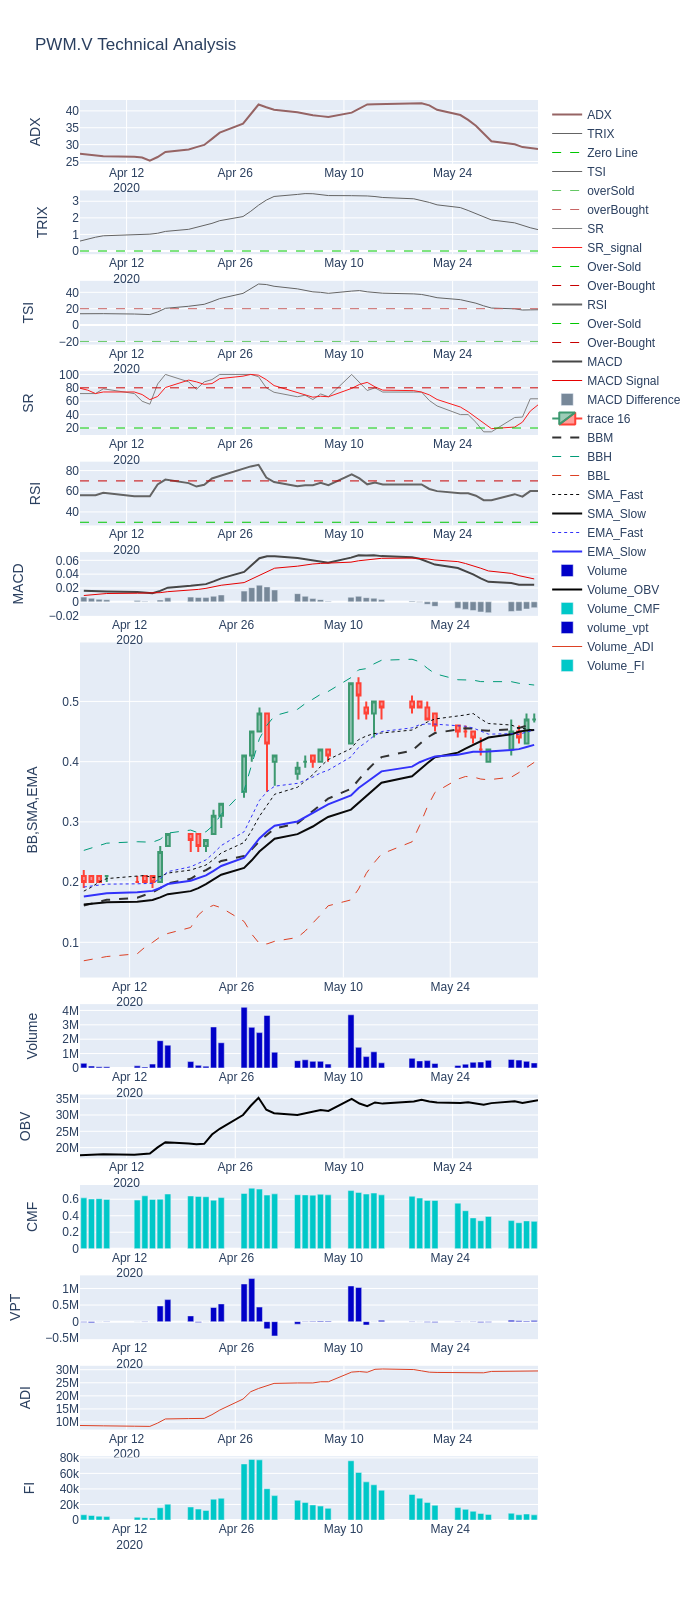 PWM.V Technical Analysis
ADX
40
35
30
25
Apr 12
2020
Apr 26
May 10
May 24
TRIX
3
2
1
0
Apr 12
2020
Apr 26
May 10
May 24
TSI
40
20
0
−20
Apr 12
2020
Apr 26
May 10
May 24
SR
100
80
60
40
20
Apr 12
2020
Apr 26
May 10
May 24
RSI
80
60
40
Apr 12
2020
Apr 26
May 10
May 24
MACD
0.06
0.04
0.02
0
−0.02
Apr 12
2020
Apr 26
May 10
May 24
BB,SMA,EMA
0.5
0.4
0.3
0.2
0.1
Apr 12
2020
Apr 26
May 10
May 24
Volume
4M
3M
2M
1M
0
Apr 12
2020
Apr 26
May 10
May 24
OBV
35M
30M
25M
20M
Apr 12
2020
Apr 26
May 10
May 24
CMF
0.6
0.4
0.2
0
Apr 12
2020
Apr 26
May 10
May 24
VPT
1M
0.5M
0
−0.5M
Apr 12
2020
Apr 26
May 10
May 24
ADI
30M
25M
20M
15M
10M
Apr 12
2020
Apr 26
May 10
May 24
FI
80k
60k
40k
20k
0
Apr 12
2020
Apr 26
May 10
May 24
ADX
TRIX
Zero Line
TSI
overSold
overBought
SR
SR_signal
Over-Sold
Over-Bought
RSI
Over-Sold
Over-Bought
MACD
MACD Signal
MACD Difference
trace 16
BBM
BBH
BBL
SMA_Fast
SMA_Slow
EMA_Fast
EMA_Slow
Volume
Volume_OBV
Volume_CMF
volume_vpt
Volume_ADI
Volume_FI